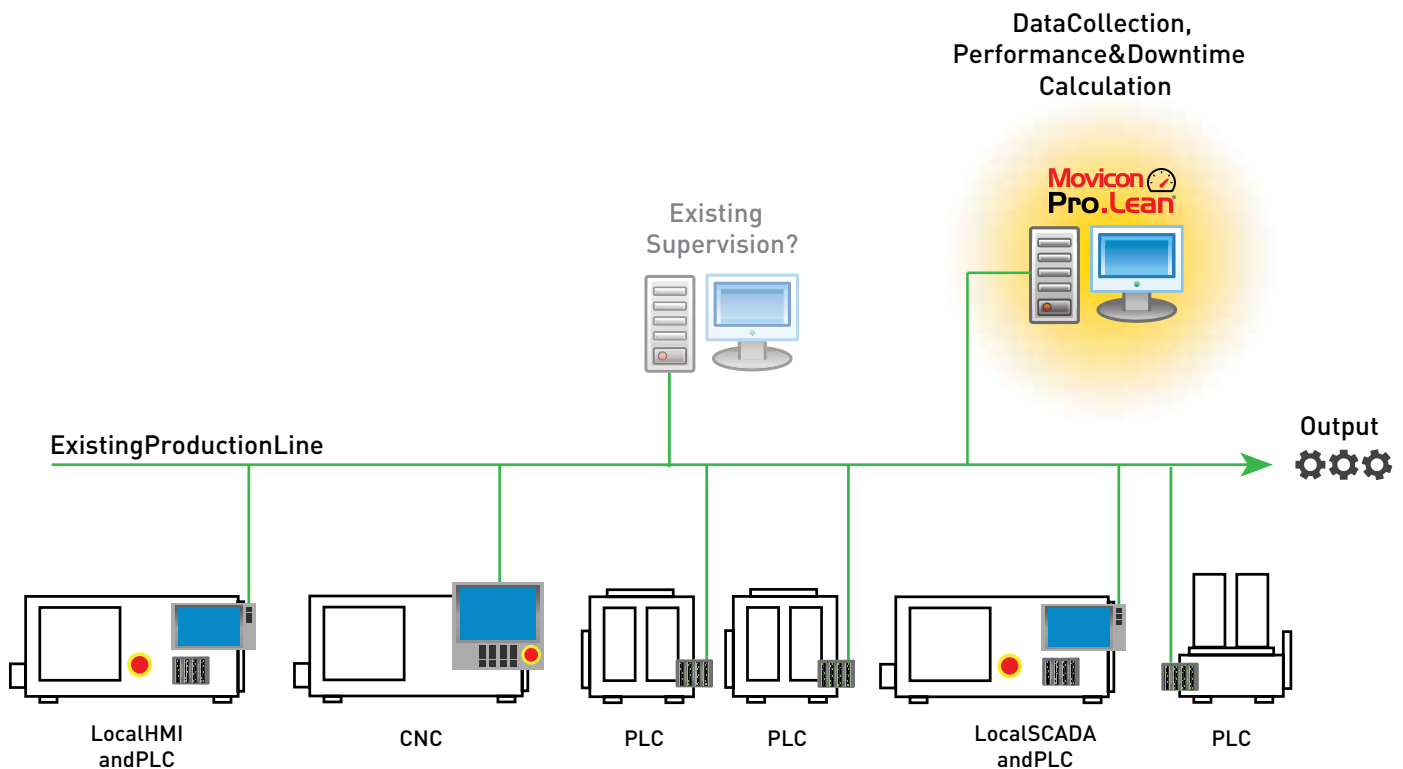 DataCollection,
Performance&Downtime
Calculation
Movicon
Pro.Lean®
Existing
Supervision?
ExistingProductionLine
Output
LocalHMI
andPLC
CNC
PLC
PLC
LocalSCADA
andPLC
PLC